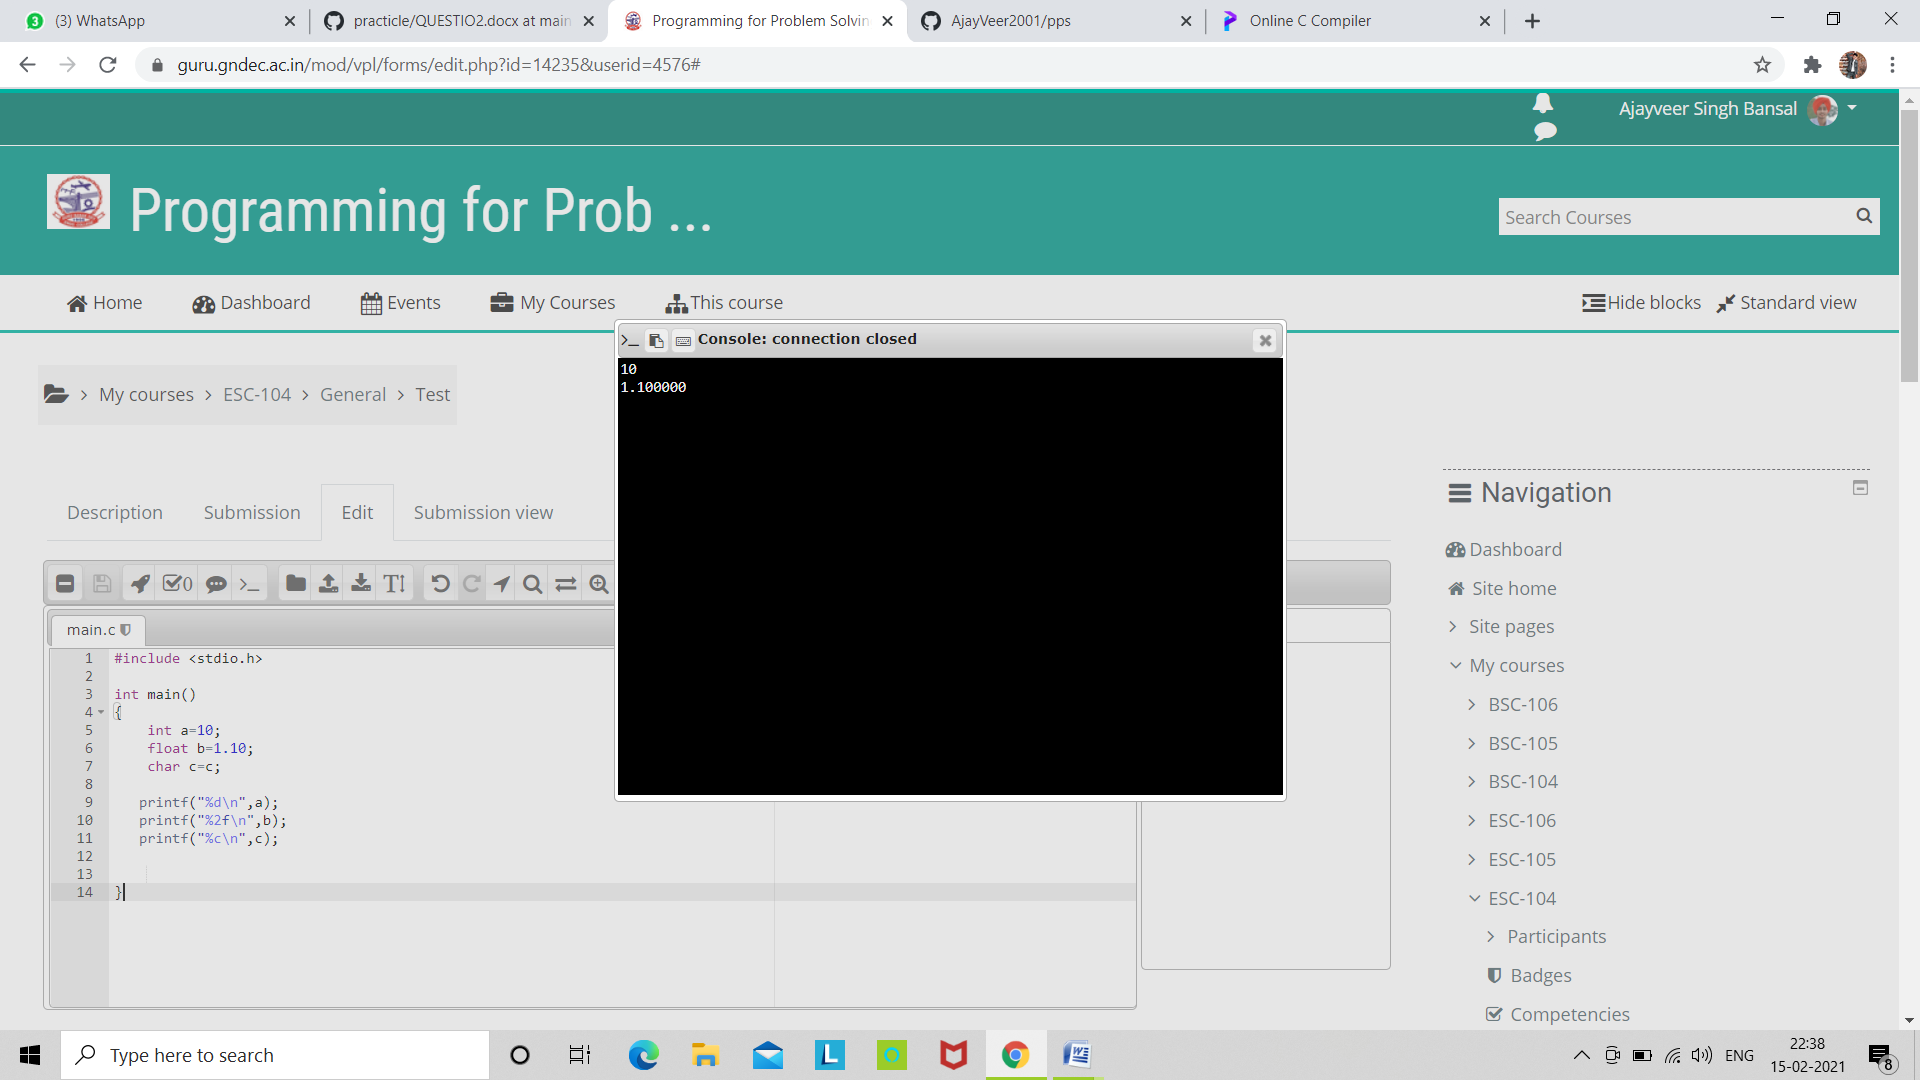 (3) WhatsApp
practicle/QUESTIO2.docx at main
Programming for Problem Solvin
AjayVeer2001/pps
Online C Compiler
guru.gndec.ac.in/mod/vpl/forms/edit.php?id=14235&userid=4576#
Ajayveer Singh Bansal
Programming for Prob ...
Search Courses
Home
Dashboard
Events
My Courses
This course
Hide blocks
Standard view
>_ Console: connection closed
10
1.100000
> My courses > ESC-104 > General > Test
Description
Submission
Edit
Submission view
0
>_
main.c
1 #include <stdio.h>
2
3 int main()
4 {
5 int a=10;
6 float b=1.10;
7 char c=c;
8
9 printf("%d\n",a);
10 printf("%2f\n",b);
11 printf("%c\n",c);
12
13
14 }
Navigation
Dashboard
Site home
Site pages
My courses
BSC-106
BSC-105
BSC-104
ESC-106
ESC-105
ESC-104
Participants
Badges
Competencies
Type here to search
ENG
22:38
15-02-2021
8